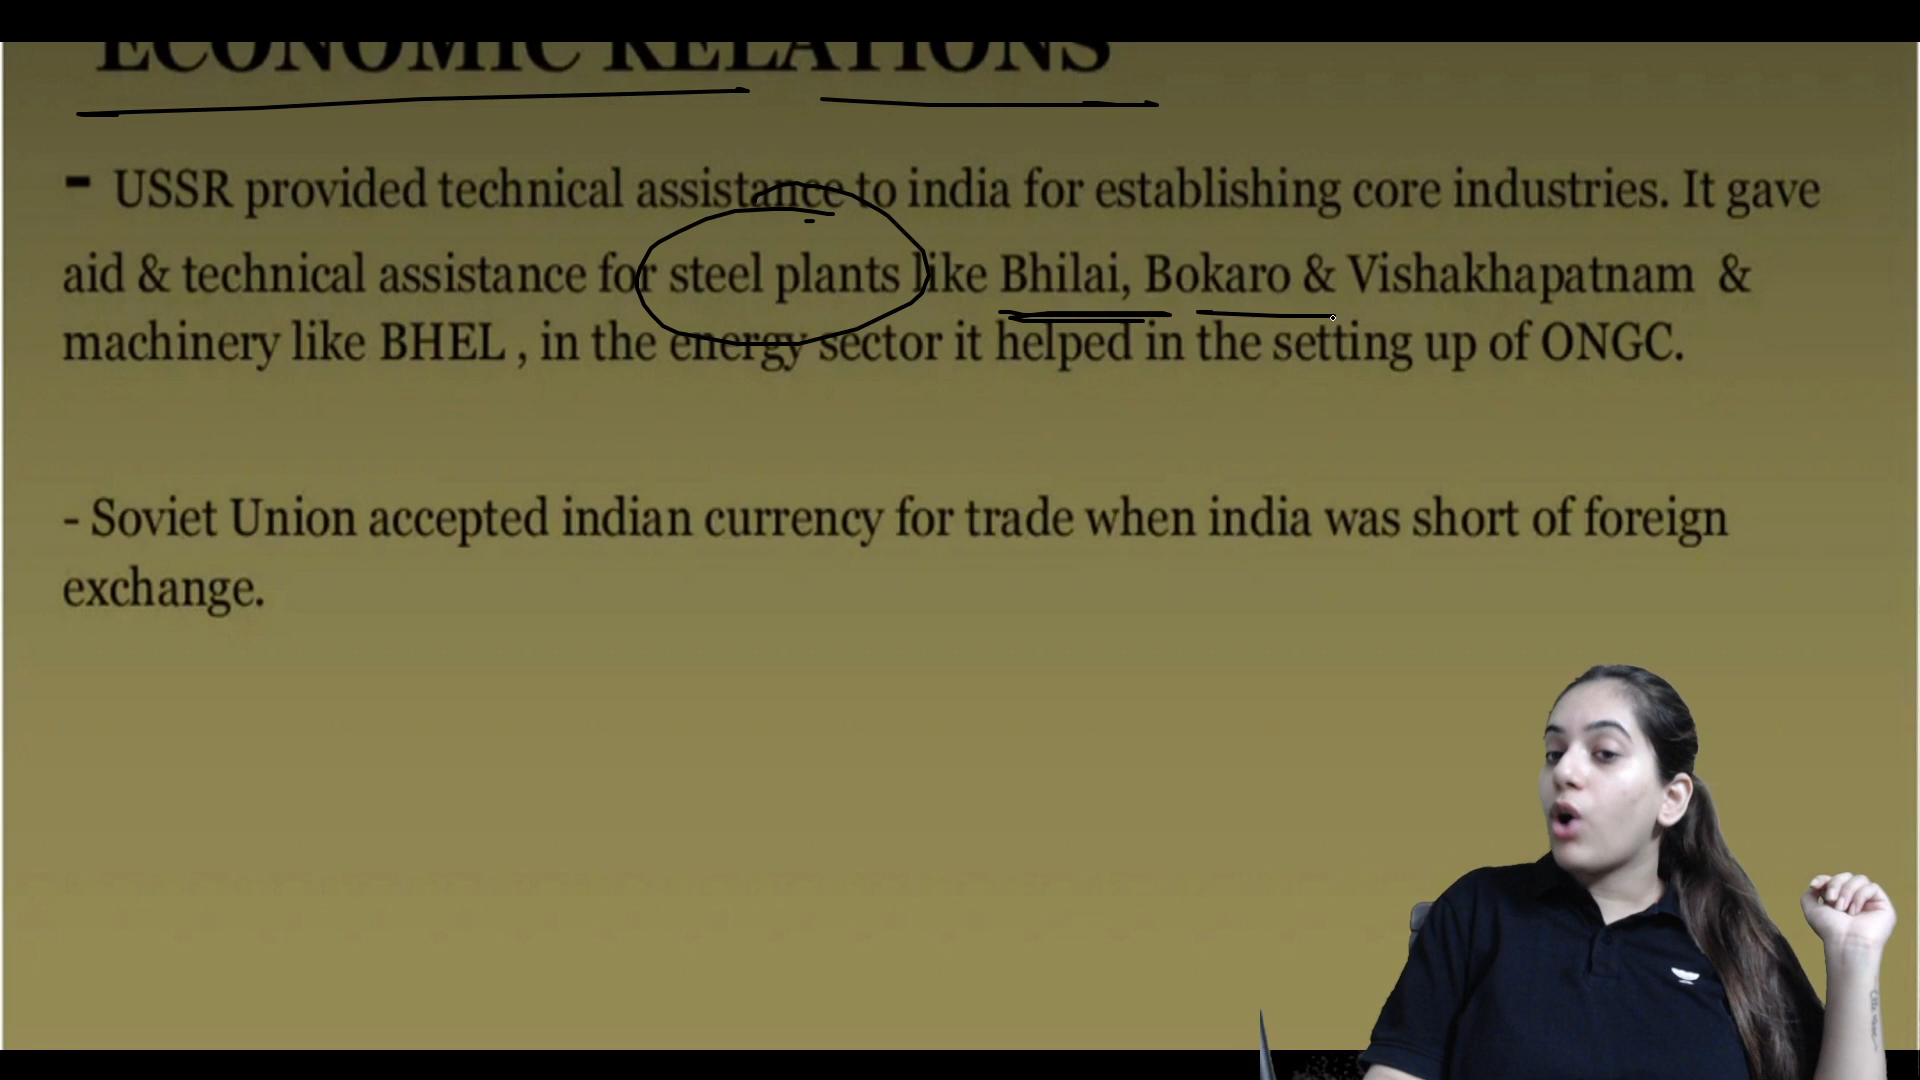 ECONOMIC RELATIONS
- USSR provided technical assistance to india for establishing core industries. It gave
aid & technical assistance for steel plants like Bhilai, Bokaro & Vishakhapatnam &
machinery like BHEL , in the energy sector it helped in the setting up of ONGC.
- Soviet Union accepted indian currency for trade when india was short of foreign
exchange.